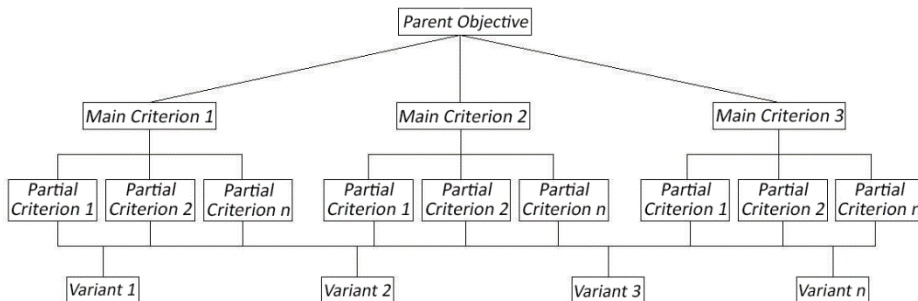 Parent Objective
Main Criterion 1
Main Criterion 2
Main Criterion 3
Partial
Criterion 1
Partial
Criterion 2
Partial
Criterion n
Partial
Criterion 1
Partial
Criterion 2
Partial
Criterion n
Partial
Criterion 1
Partial
Criterion 2
Partial
Criterion n
Variant 1
Variant 2
Variant 3
Variant n